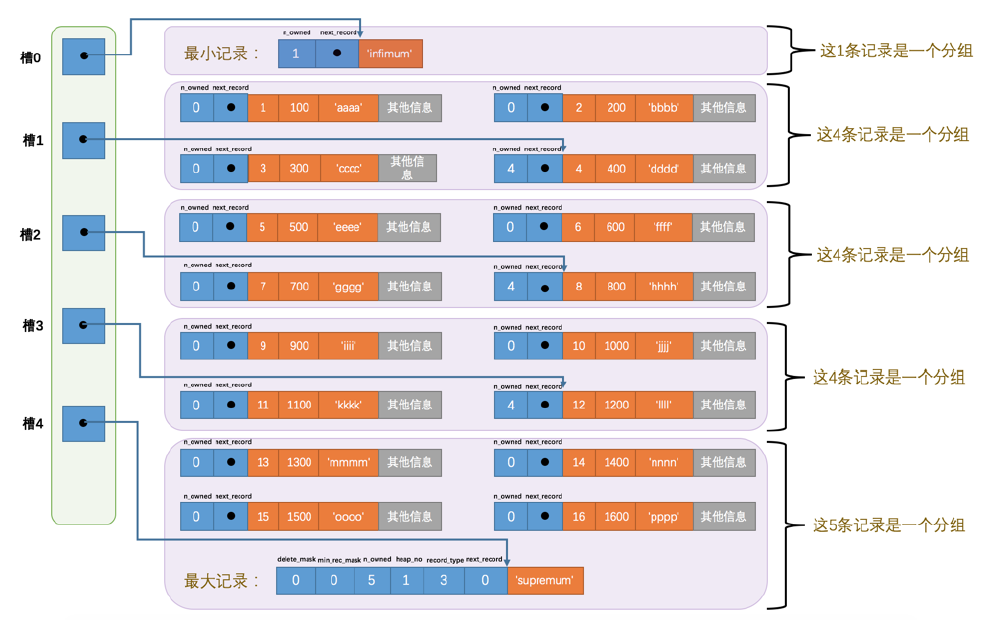 n_owned next_record
槽0
最小记录：
1
'infimum'
这1条记录是一个分组
n_owned next_record
0 1 100 'aaaa' 其他信息
n_owned next_record
0 2 200 'bbbb' 其他信息
槽1
这4条记录是一个分组
n_owned next_record
0 3 300 'cccc' 其他信息
n_owned next_record
4 4 400 'dddd' 其他信息
n_owned next_record
0 5 500 'eeee' 其他信息
n_owned next_record
0 6 600 'ffff' 其他信息
槽2
这4条记录是一个分组
n_owned next_record
0 7 700 'gggg' 其他信息
n_owned next_record
4 8 800 'hhhh' 其他信息
槽3
n_owned next_record
0 9 900 'iiii' 其他信息
n_owned next_record
0 10 1000 'jjjj' 其他信息
这4条记录是一个分组
n_owned next_record
0 11 1100 'kkkk' 其他信息
n_owned next_record
4 12 1200 'llll' 其他信息
槽4
n_owned next_record
0 13 1300 'mmmm' 其他信息
n_owned next_record
0 14 1400 'nnnn' 其他信息
n_owned next_record
0 15 1500 'oooo' 其他信息
n_owned next_record
0 16 1600 'pppp' 其他信息
这5条记录是一个分组
delete_mask min_rec_mask n_owned heap_no record_type next_record
最大记录：
0 0 5 1 3 0 'supremum'